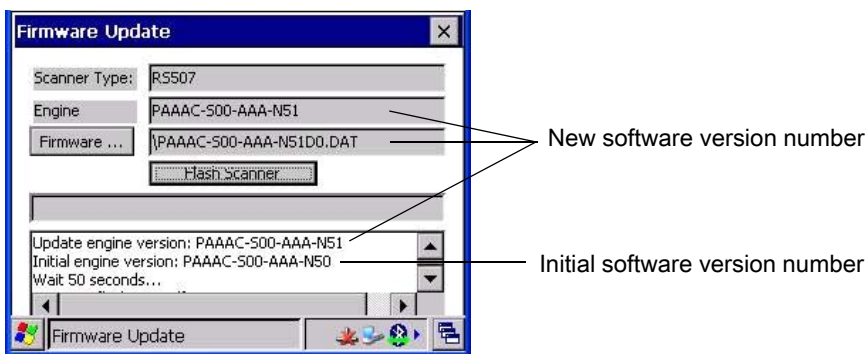 Firmware Update
Scanner Type: RS507
Engine PAAAC-S00-AAA-N51
Firmware ... \PAAAC-S00-AAA-N51D0.DAT
New software version number
Flash Scanner
Update engine version: PAAAC-S00-AAA-N51
Initial engine version: PAAAC-S00-AAA-N50
Initial software version number
Wait 50 seconds...
Firmware Update